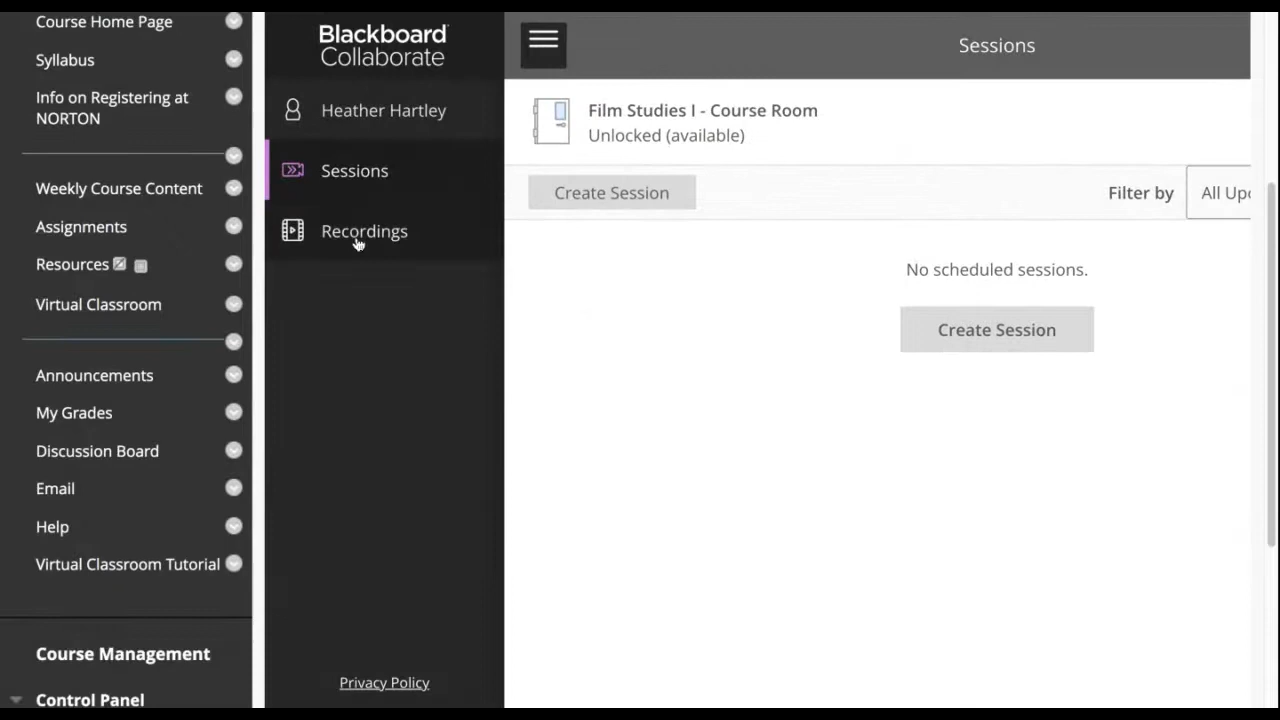 Course Home Page
Syllabus
Info on Registering at
NORTON
Weekly Course Content
Assignments
Resources
Virtual Classroom
Announcements
My Grades
Discussion Board
Email
Help
Virtual Classroom Tutorial
Course Management
Control Panel
Blackboard
Collaborate
Heather Hartley
Sessions
Recordings
Privacy Policy
Sessions
Film Studies I - Course Room
Unlocked (available)
Create Session
Filter by
All Upc
No scheduled sessions.
Create Session